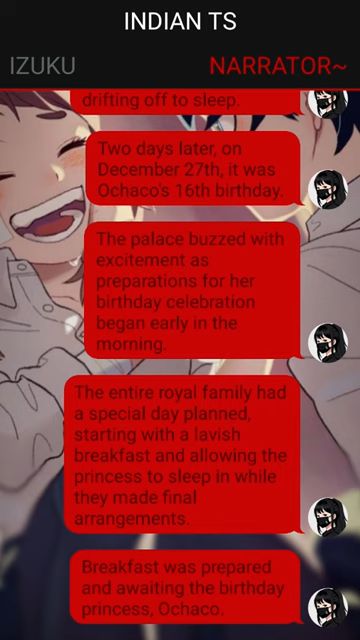 INDIAN TS
IZUKU
NARRATOR~
drifting off to sleep.
Two days later, on
December 27th, it was
Ochaco's 16th birthday.
The palace buzzed with
excitement as
preparations for her
birthday celebration
began early in the
morning.
The entire royal family had
a special day planned,
starting with a lavish
breakfast and allowing the
princess to sleep in while
they made final
arrangements.
Breakfast was prepared
and awaiting the birthday
princess, Ochaco.